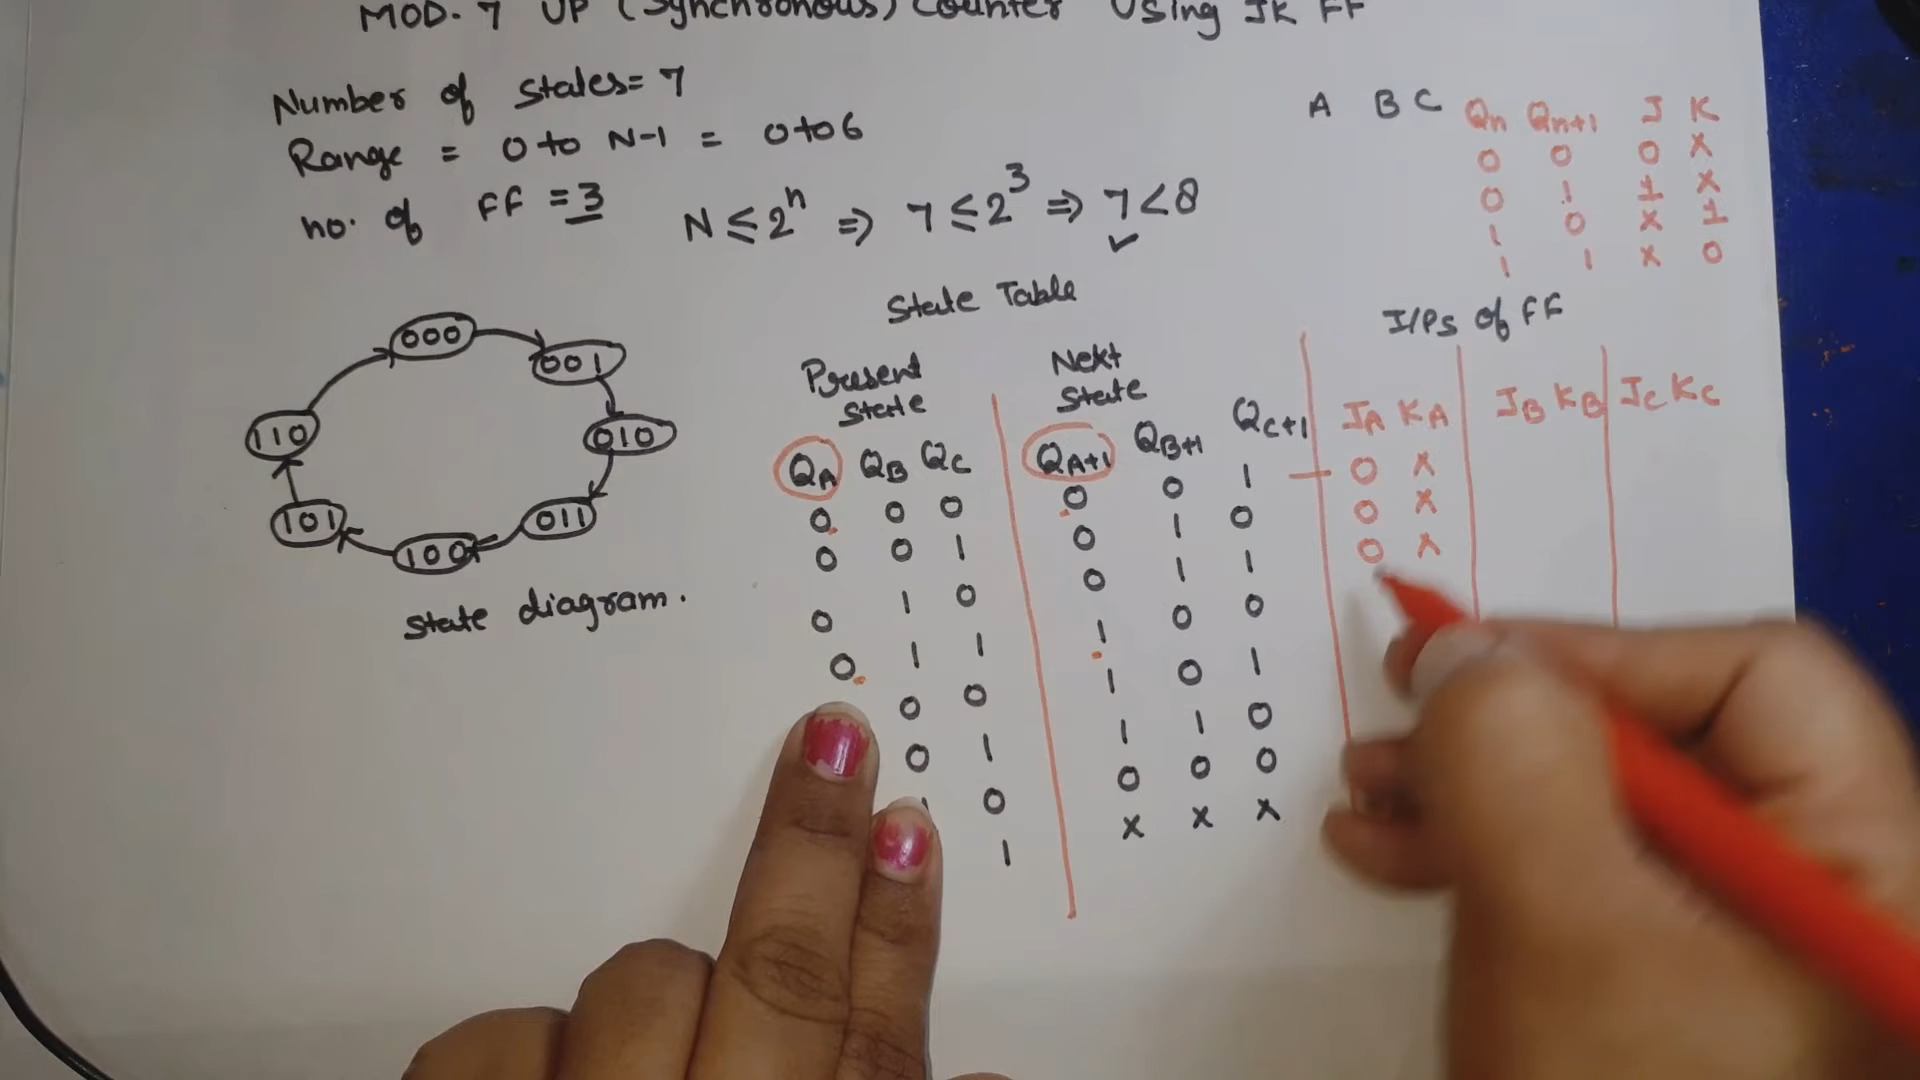 MOD. 7 UP (Synchronous) Counter Using JK FF
Number of States = 7
Range = 0 to N-1 = 0 to 6
no. of FF = 3
N ≤ 2ⁿ ⇒ 7 ≤ 2³ ⇒ 7 < 8 ✓
A B C
Qn Qn+1 J K
0 0 0 X
0 1 1 X
1 0 X 1
1 1 X 0
000
001
010
011
100
101
110
State diagram.
State Table
Present State
Next State
I/Ps of FF
QA QB QC QA+1 QB+1 QC+1 JA KA JB KB JC KC
0 0 0 0 0 1 0 X
0 0 1 0 1 0 0 X
0 1 0 0 1 1 0 X
0 1 1 1 0 0
0 0 1 0 1
0 1 1 1 0
0 0 0 0
1 X X X